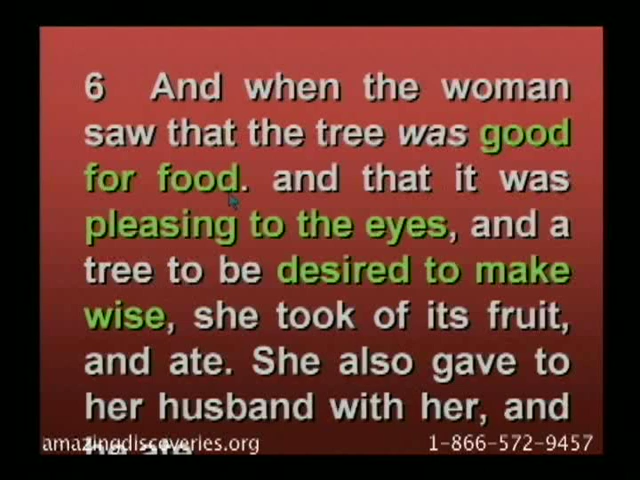 6 And when the woman
saw that the tree was good
for food. and that it was
pleasing to the eyes, and a
tree to be desired to make
wise, she took of its fruit,
and ate. She also gave to
her husband with her, and
he ate
amazingdiscoveries.org 1-866-572-9457